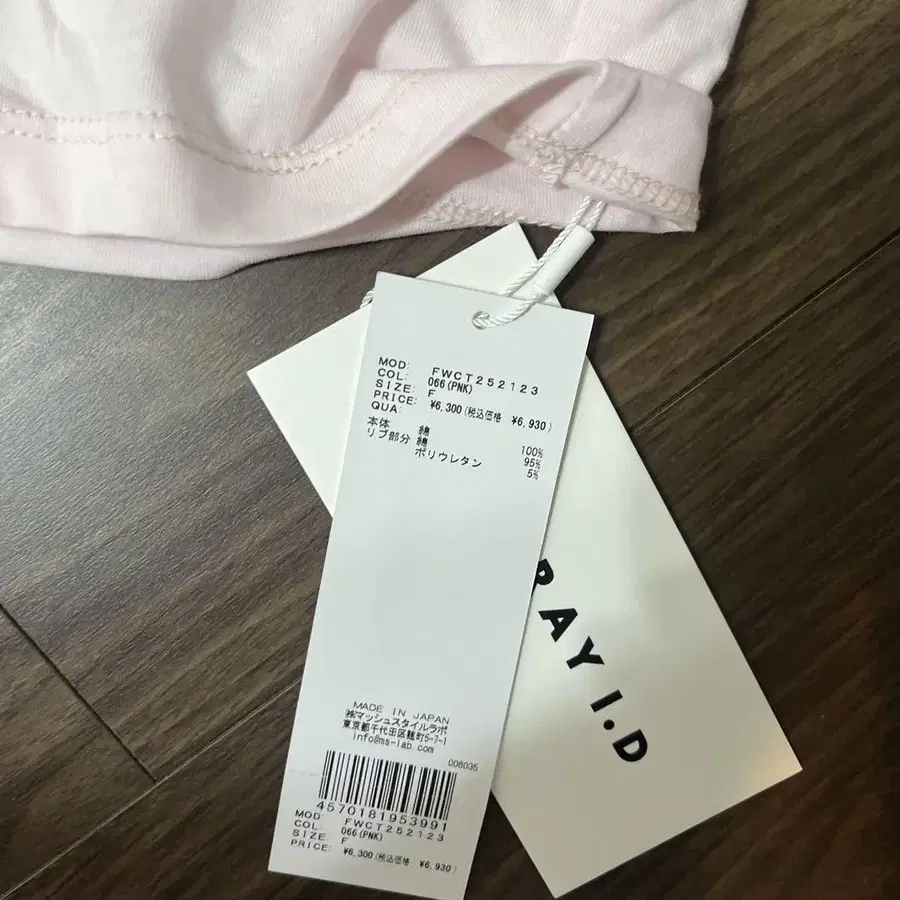 MOD: FWCT252123
COL: 066(PNK)
SIZE: F
PRICE: ¥6,300(税込価格 ¥6,930)
QUA:
本体 綿 100%
リブ部分 綿 95%
ポリウレタン 5%
MADE IN JAPAN
㈱マッシュスタイルラボ
東京都千代田区麹町5-7-1
info@ms-lab.com
008035
4570181953991
MOD: FWCT252123
COL: 066(PNK)
SIZE: F
PRICE: ¥6,300(税込価格 ¥6,930)
RAY I.D